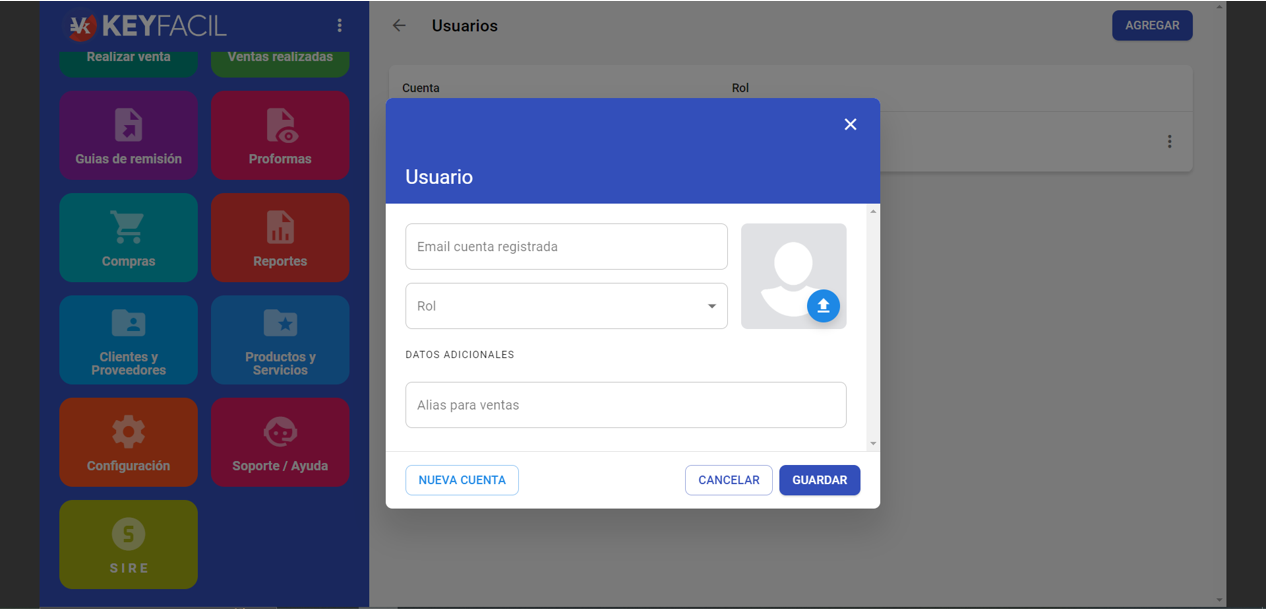 KEYFACIL
Realizar venta
Ventas realizadas
Guias de remisión
Proformas
Compras
Reportes
Clientes y
Proveedores
Productos y
Servicios
Configuración
Soporte / Ayuda
S
SIRE
Usuarios
AGREGAR
Cuenta
Rol
Usuario
Email cuenta registrada
Rol
DATOS ADICIONALES
Alias para ventas
NUEVA CUENTA
CANCELAR
GUARDAR